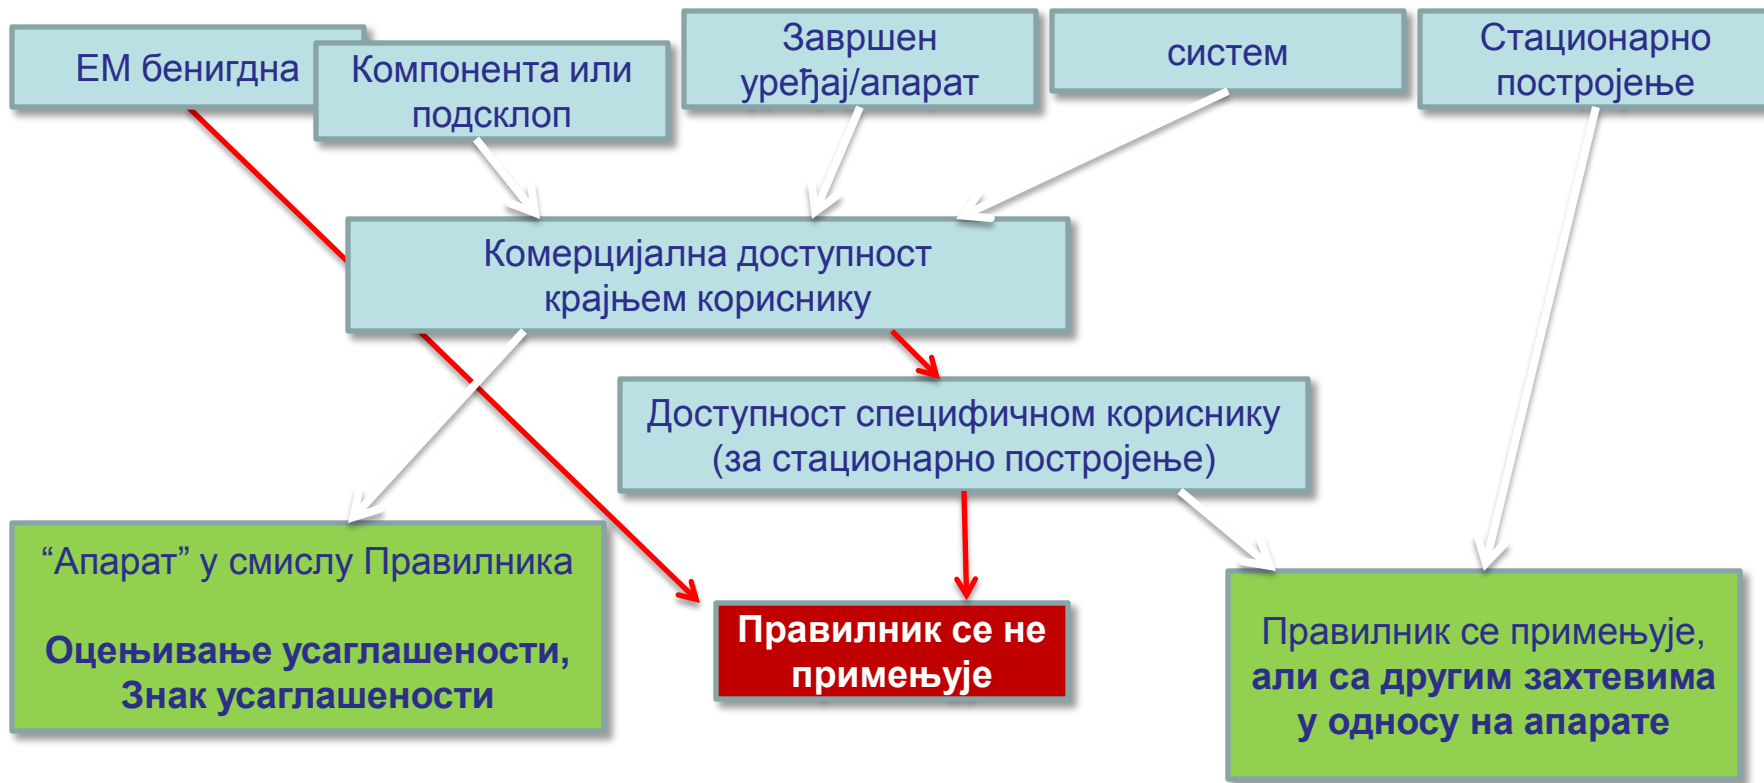 ЕМ бенигдна
Компонента или
подсклоп
Завршен
уређај/апарат
систем
Стационарно
постројење
Комерцијална доступност
крајњем кориснику
Доступност специфичном кориснику
(за стационарно постројење)
“Апарат” у смислу Правилника
Оцењивање усаглашености,
Знак усаглашености
Правилник се не
примењује
Правилник се примењује,
али са другим захтевима
у односу на апарате